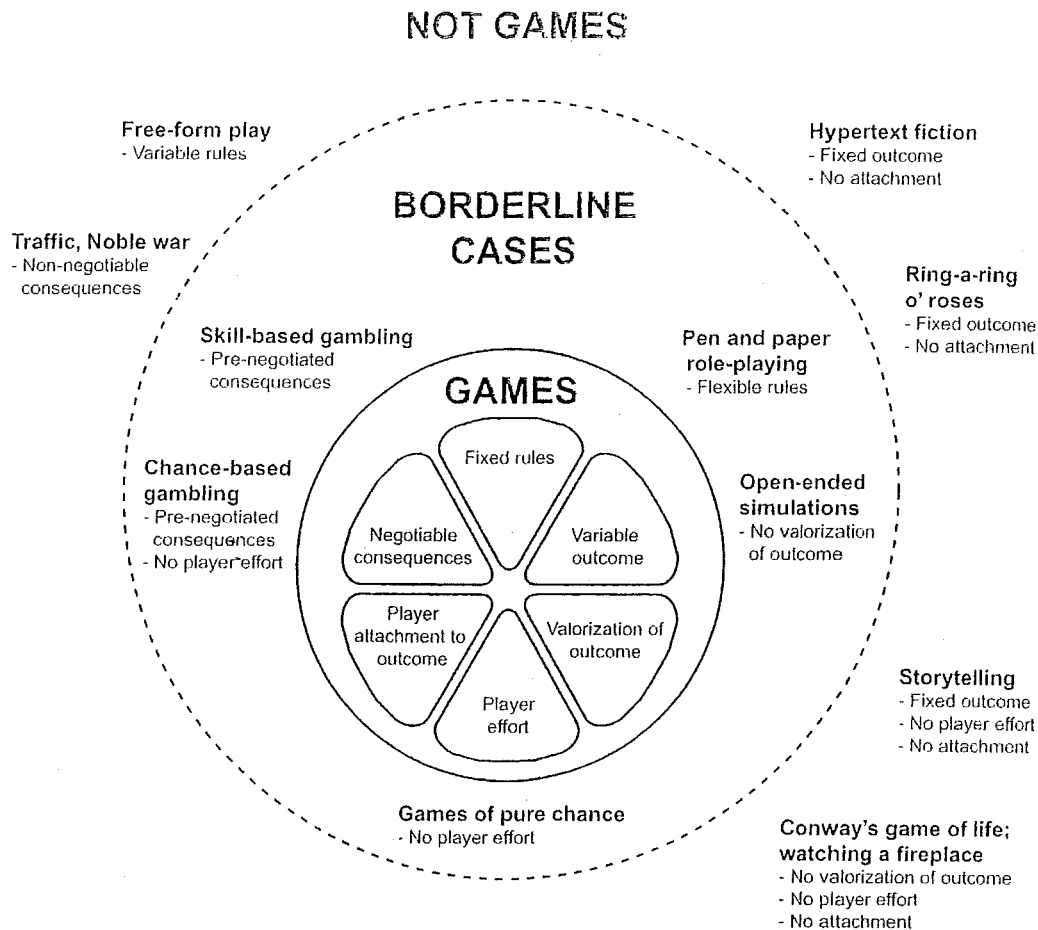 NOT GAMES
Free-form play
- Variable rules
Hypertext fiction
- Fixed outcome
- No attachment
BORDERLINE
CASES
Traffic, Noble war
- Non-negotiable
consequences
Ring-a-ring
o' roses
- Fixed outcome
- No attachment
Skill-based gambling
- Pre-negotiated
consequences
Pen and paper
role-playing
- Flexible rules
GAMES
Fixed rules
Chance-based
gambling
- Pre-negotiated
consequences
- No player effort
Negotiable
consequences
Variable
outcome
Open-ended
simulations
- No valorization
of outcome
Player
attachment to
outcome
Valorization of
outcome
Player
effort
Storytelling
- Fixed outcome
- No player effort
- No attachment
Games of pure chance
- No player effort
Conway's game of life;
watching a fireplace
- No valorization of outcome
- No player effort
- No attachment